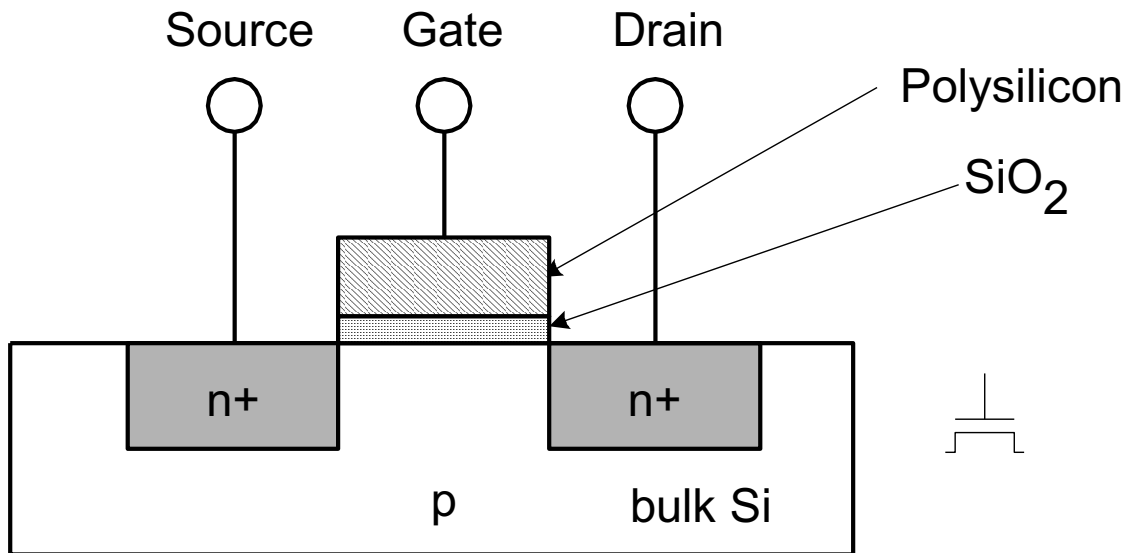 Source Gate Drain
Polysilicon
SiO2
n+ n+
p bulk Si